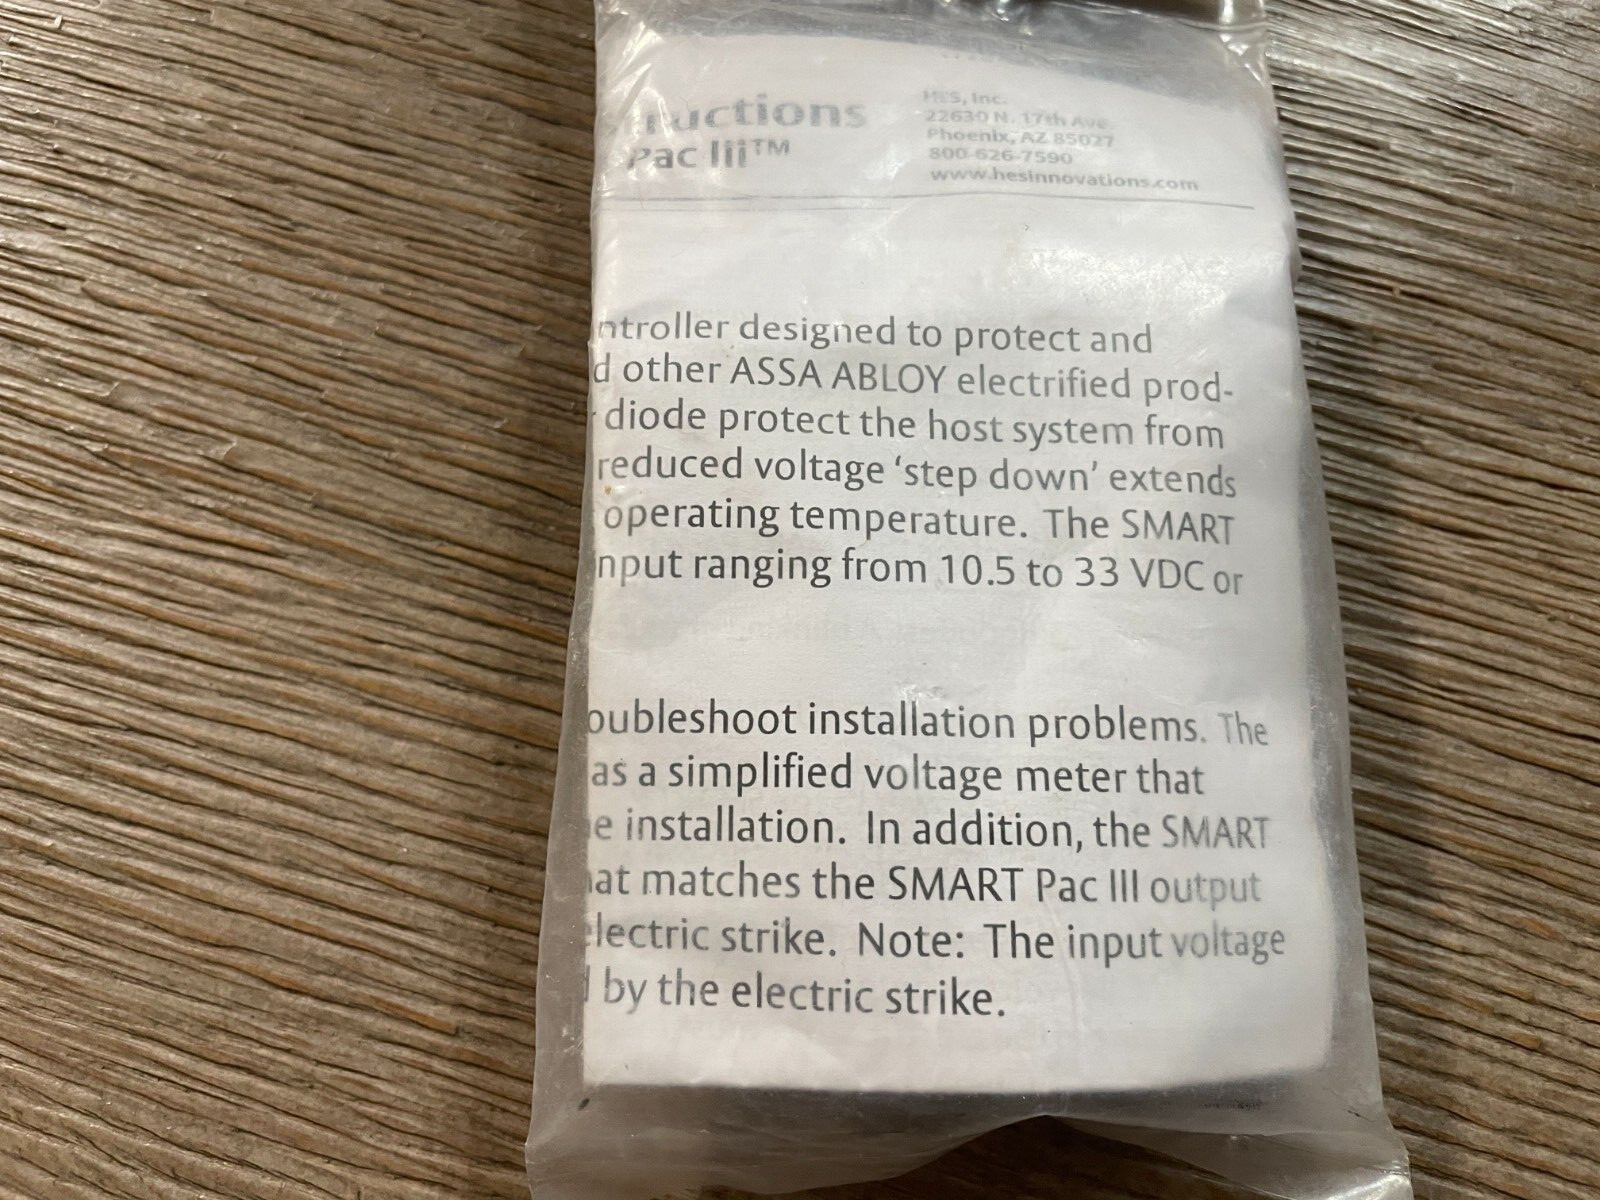 ructions
Pac III™
HES, Inc.
22630 N. 17th Ave.
Phoenix, AZ 85027
800-626-7590
www.hesinnovations.com
ntroller designed to protect and
d other ASSA ABLOY electrified prod-
diode protect the host system from
reduced voltage ‘step down’ extends
operating temperature. The SMART
nput ranging from 10.5 to 33 VDC or
oubleshoot installation problems. The
as a simplified voltage meter that
e installation. In addition, the SMART
hat matches the SMART Pac III output
electric strike. Note: The input voltage
by the electric strike.